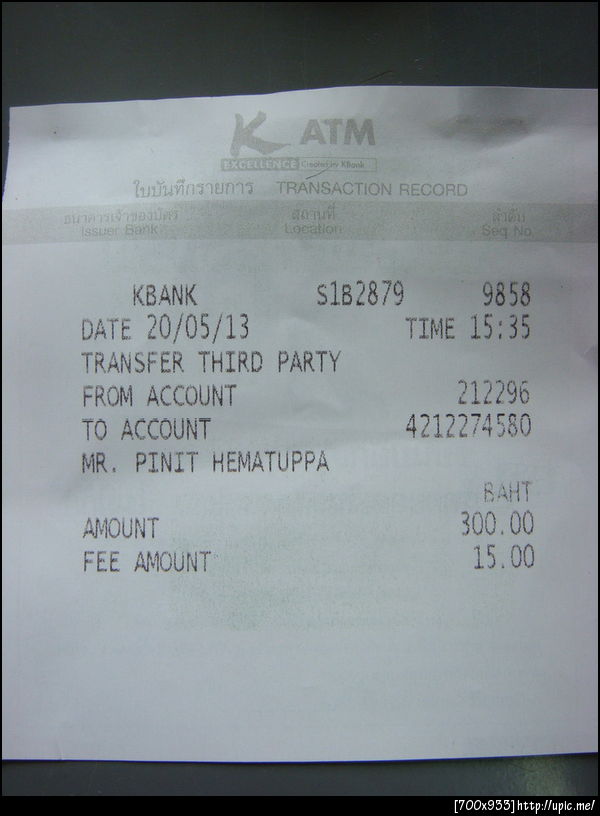 K ATM
EXCELLENCE Created by KBank
ใบบันทึกรายการ TRANSACTION RECORD
ธนาคารเจ้าของบัตร สถานที่ ลำดับ
Issuer Bank Location Seq No.
KBANK S1B2879 9858
DATE 20/05/13 TIME 15:35
TRANSFER THIRD PARTY
FROM ACCOUNT 212296
TO ACCOUNT 4212274580
MR. PINIT HEMATUPPA
BAHT
AMOUNT 300.00
FEE AMOUNT 15.00
[700x933]http://upic.me/